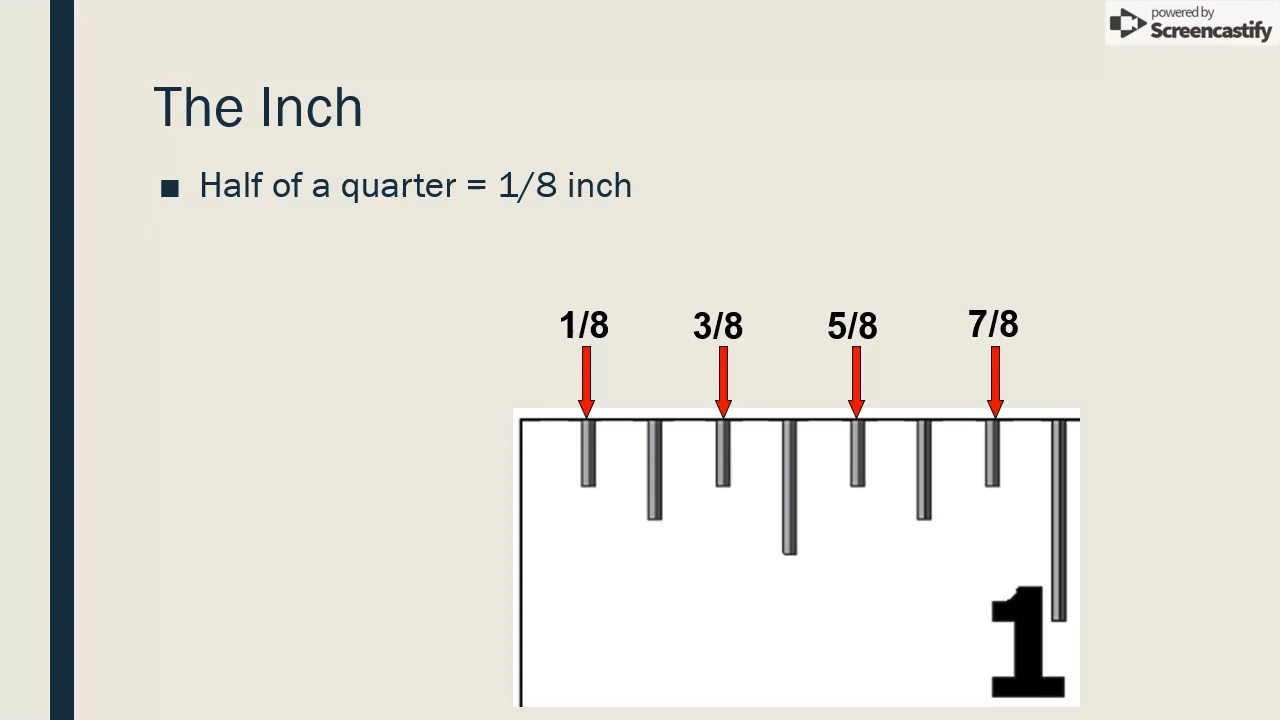 powered by
Screencastify
The Inch
■ Half of a quarter = 1/8 inch
1/8 3/8 5/8 7/8
1